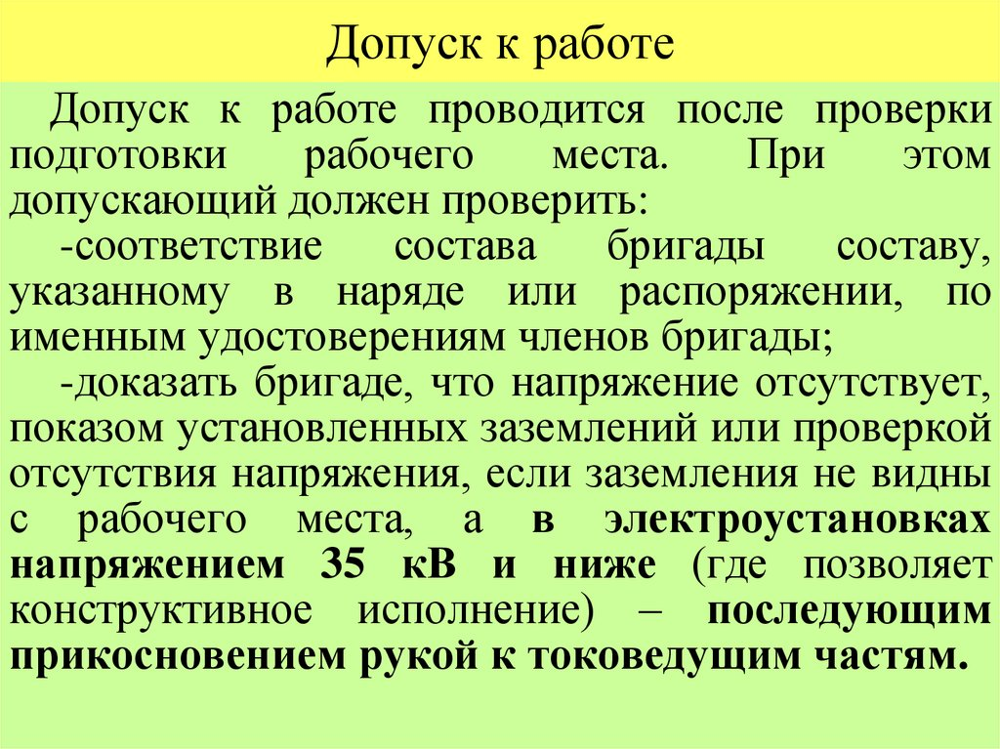 Допуск к работе
Допуск к работе проводится после проверки
подготовки рабочего места. При этом
допускающий должен проверить:
-соответствие состава бригады составу,
указанному в наряде или распоряжении, по
именным удостоверениям членов бригады;
-доказать бригаде, что напряжение отсутствует,
показом установленных заземлений или проверкой
отсутствия напряжения, если заземления не видны
с рабочего места, а в электроустановках
напряжением 35 кВ и ниже (где позволяет
конструктивное исполнение) – последующим
прикосновением рукой к токоведущим частям.